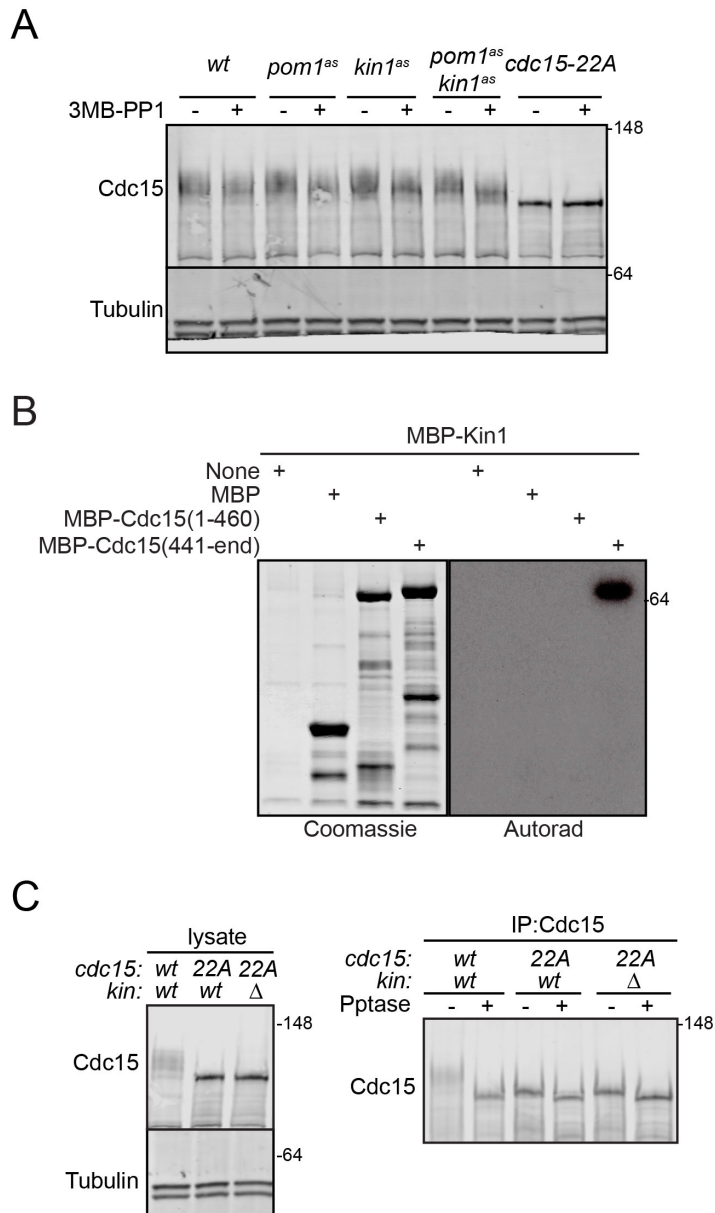 A
wt pom1as kin1as pom1as kin1as cdc15-22A
3MB-PP1 - + - + - + - + - +
-148
Cdc15
-64
Tubulin
B
MBP-Kin1
None + +
MBP + +
MBP-Cdc15(1-460) + +
MBP-Cdc15(441-end) + +
-64
Coomassie Autorad
C
lysate
cdc15: wt 22A 22A
kin: wt wt Δ
-148
Cdc15
-64
Tubulin
IP:Cdc15
cdc15: wt 22A 22A
kin: wt wt Δ
Pptase - + - + - +
-148
Cdc15